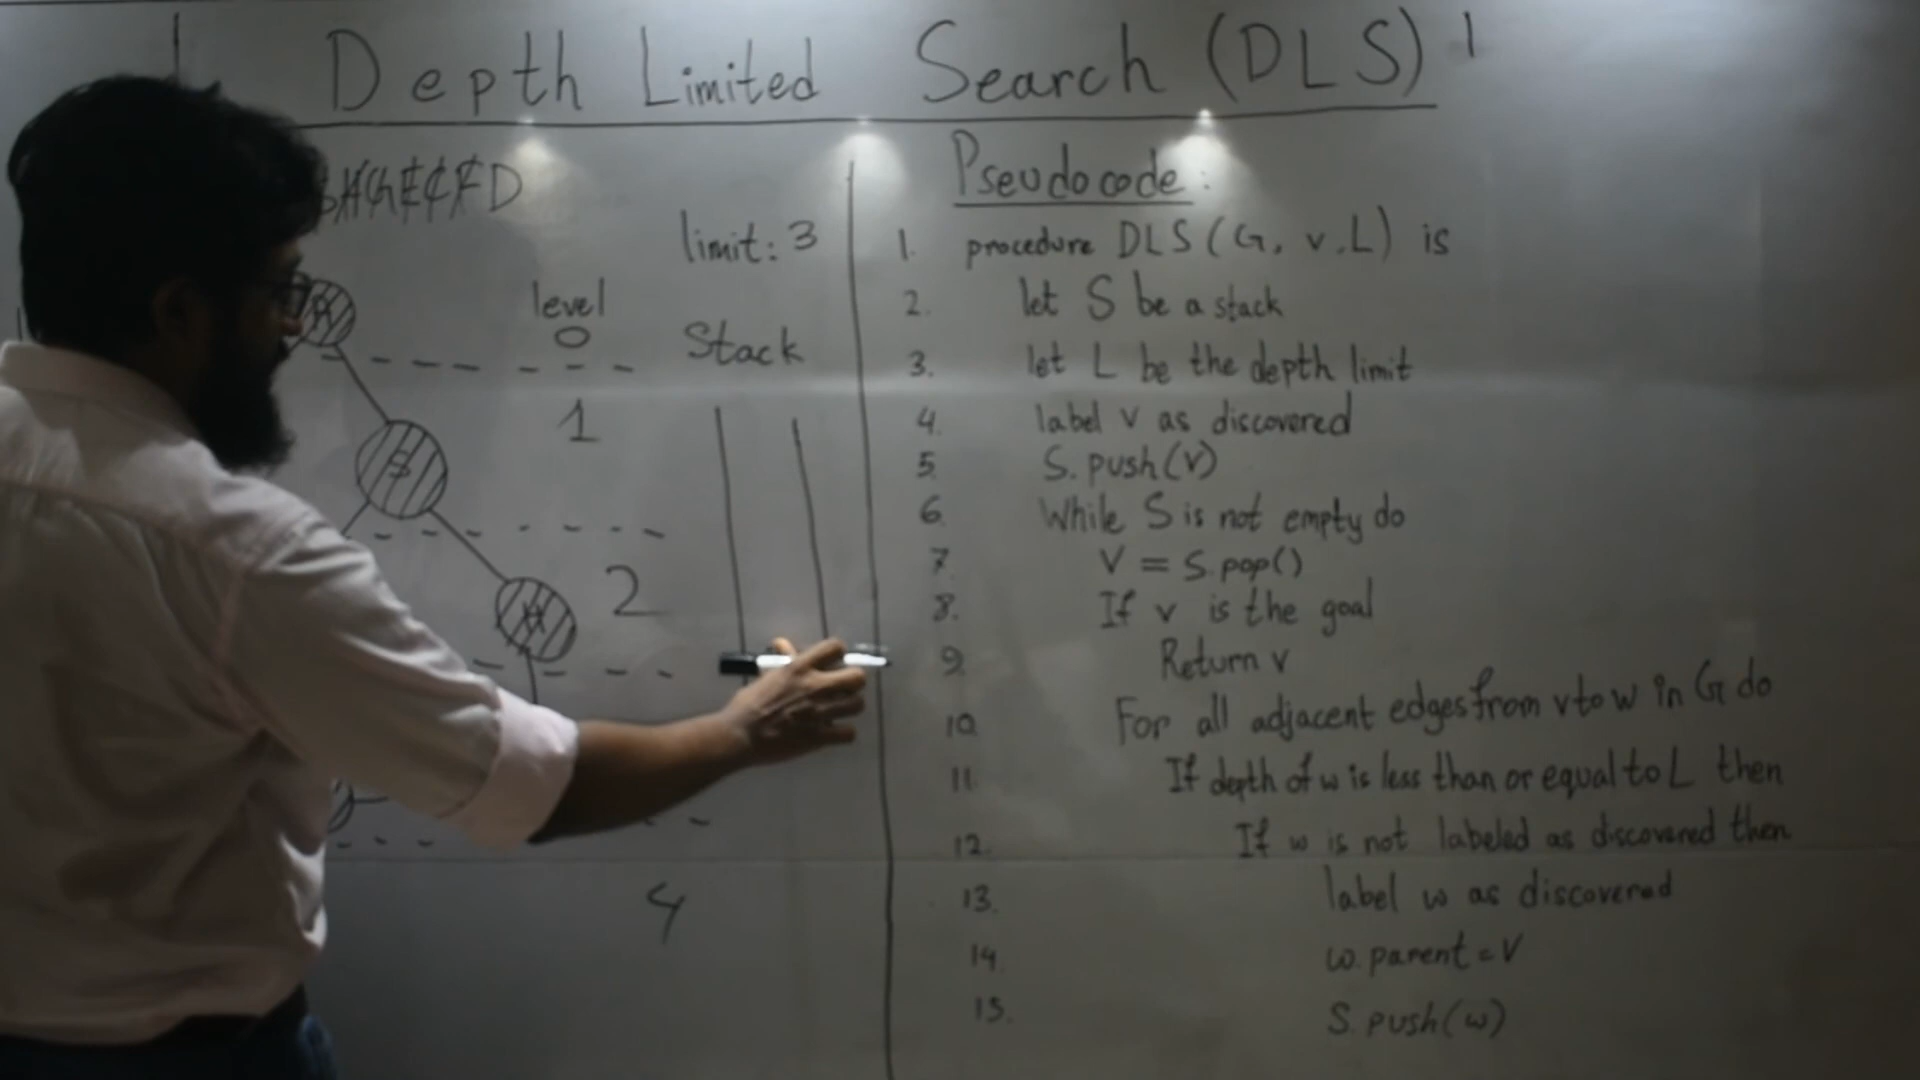 Depth Limited Search (DLS)
D
limit: 3
level
0
Stack
1
S
2
H
4
Pseudocode:
1. procedure DLS (G, v, L) is
2. let S be a stack
3. let L be the depth limit
4. label v as discovered
5. S. push(v)
6. While S is not empty do
7. V = S.pop()
8. If v is the goal
9. Return v
10. For all adjacent edges from v to w in G do
11. If depth of w is less than or equal to L then
12. If w is not labeled as discovered then
13. label w as discovered
14. w.parent = V
15. S. push(w)